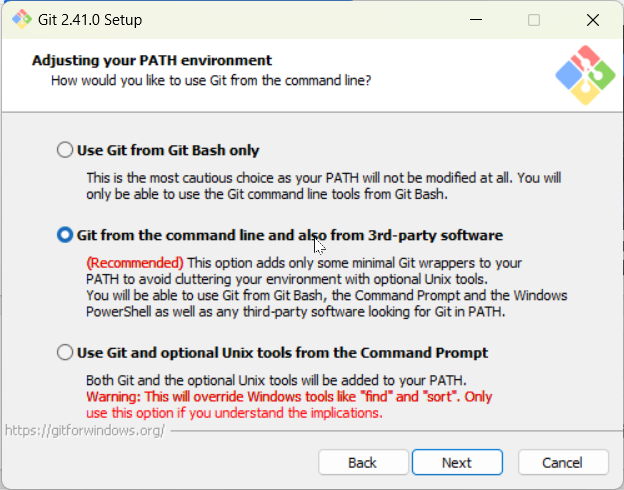 Git 2.41.0 Setup
Adjusting your PATH environment
How would you like to use Git from the command line?
Use Git from Git Bash only
This is the most cautious choice as your PATH will not be modified at all. You will
only be able to use the Git command line tools from Git Bash.
Git from the command line and also from 3rd-party software
(Recommended) This option adds only some minimal Git wrappers to your
PATH to avoid cluttering your environment with optional Unix tools.
You will be able to use Git from Git Bash, the Command Prompt and the Windows
PowerShell as well as any third-party software looking for Git in PATH.
Use Git and optional Unix tools from the Command Prompt
Both Git and the optional Unix tools will be added to your PATH.
Warning: This will override Windows tools like "find" and "sort". Only
use this option if you understand the implications.
https://gitforwindows.org/
Back
Next
Cancel